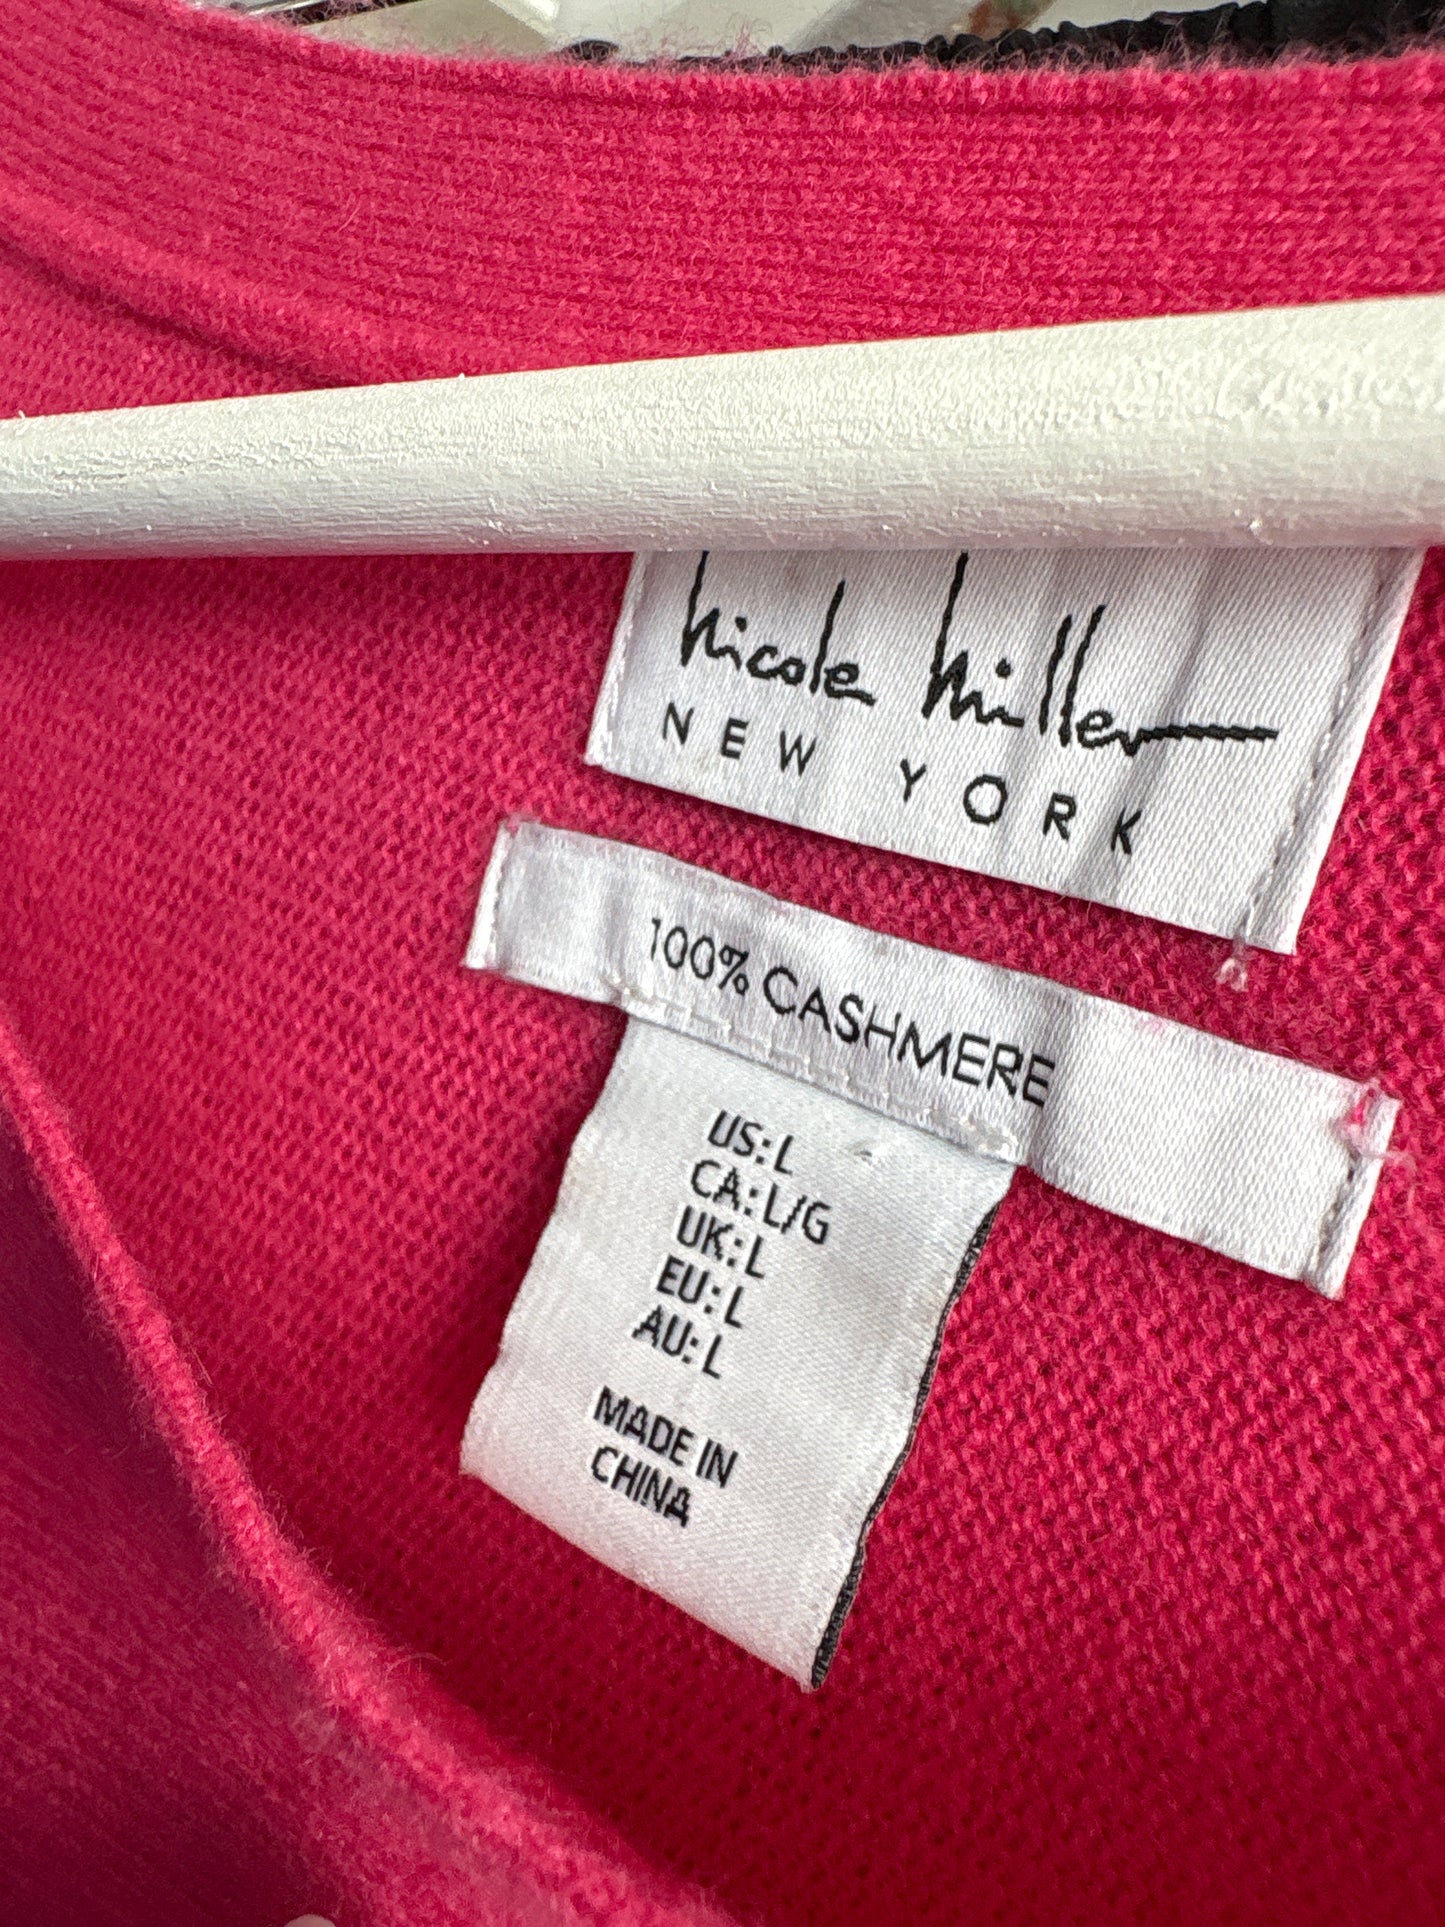 Nicole Miller
NEW YORK
100% CASHMERE
US: L
CA: L/G
UK: L
EU: L
AU: L
MADE IN
CHINA